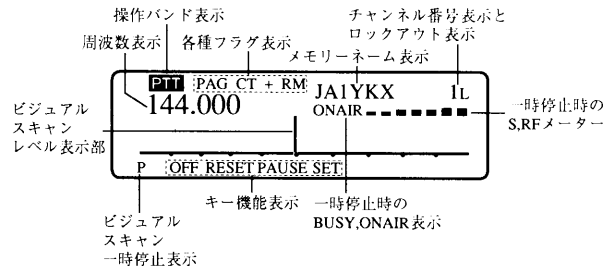 操作バンド表示
チャンネル番号表示と
ロックアウト表示
周波数表示
各種フラグ表示
メモリーネーム表示
PTT PAG CT + RM
JA1YKX
1L
144.000
ONAIR
ビジュアル
スキャン
レベル表示部
一時停止時の
S,RFメーター
P OFF RESET PAUSE SET
キー機能表示
一時停止時の
BUSY,ONAIR表示
ビジュアル
スキャン
一時停止表示